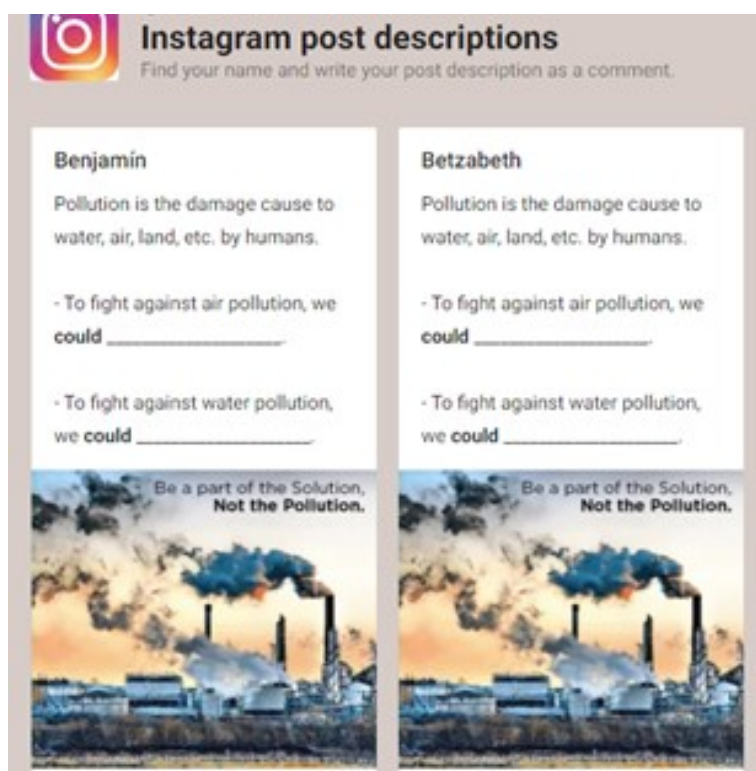 Instagram post descriptions
Find your name and write your post description as a comment.
Benjamín
Pollution is the damage cause to
water, air, land, etc. by humans.
- To fight against air pollution, we
could ____________________.
- To fight against water pollution,
we could ____________________.
Be a part of the Solution,
Not the Pollution.
Betzabeth
Pollution is the damage cause to
water, air, land, etc. by humans.
- To fight against air pollution, we
could ____________________.
- To fight against water pollution,
we could ____________________.
Be a part of the Solution,
Not the Pollution.